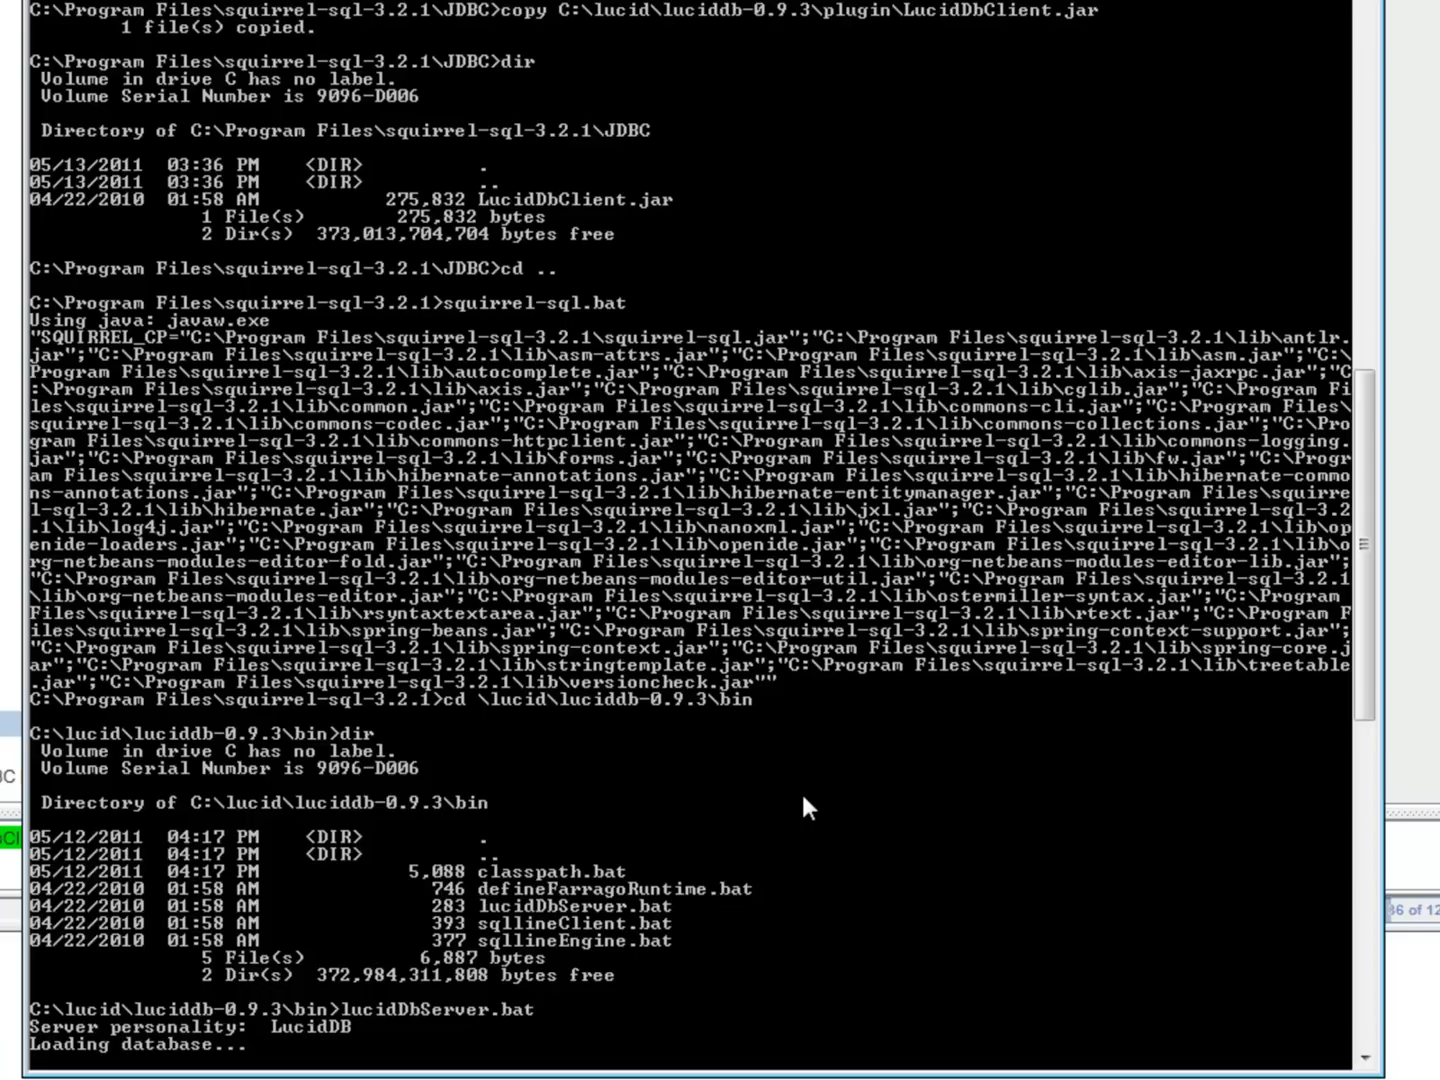 C:\Program Files\squirrel-sql-3.2.1\JDBC>copy C:\lucid\luciddb-0.9.3\plugin\LucidDbClient.jar
1 file(s) copied.
C:\Program Files\squirrel-sql-3.2.1\JDBC>dir
Volume in drive C has no label.
Volume Serial Number is 9096-D006
Directory of C:\Program Files\squirrel-sql-3.2.1\JDBC
05/13/2011  03:36 PM    <DIR>          .
05/13/2011  03:36 PM    <DIR>          ..
04/22/2010  01:58 AM           275,832 LucidDbClient.jar
1 File(s)        275,832 bytes
2 Dir(s)  373,013,704,704 bytes free
C:\Program Files\squirrel-sql-3.2.1\JDBC>cd ..
C:\Program Files\squirrel-sql-3.2.1>squirrel-sql.bat
Using java: javaw.exe
"SQUIRREL_CP="C:\Program Files\squirrel-sql-3.2.1\squirrel-sql.jar";"C:\Program Files\squirrel-sql-3.2.1\lib\antlr.
jar";"C:\Program Files\squirrel-sql-3.2.1\lib\asm-attrs.jar";"C:\Program Files\squirrel-sql-3.2.1\lib\asm.jar";"C:\
Program Files\squirrel-sql-3.2.1\lib\autocomplete.jar";"C:\Program Files\squirrel-sql-3.2.1\lib\axis-jaxrpc.jar";"C
:\Program Files\squirrel-sql-3.2.1\lib\axis.jar";"C:\Program Files\squirrel-sql-3.2.1\lib\cglib.jar";"C:\Program Fi
les\squirrel-sql-3.2.1\lib\common.jar";"C:\Program Files\squirrel-sql-3.2.1\lib\commons-cli.jar";"C:\Program Files\
squirrel-sql-3.2.1\lib\commons-codec.jar";"C:\Program Files\squirrel-sql-3.2.1\lib\commons-collections.jar";"C:\Pro
gram Files\squirrel-sql-3.2.1\lib\commons-httpclient.jar";"C:\Program Files\squirrel-sql-3.2.1\lib\commons-logging.
jar";"C:\Program Files\squirrel-sql-3.2.1\lib\forms.jar";"C:\Program Files\squirrel-sql-3.2.1\lib\fw.jar";"C:\Progr
am Files\squirrel-sql-3.2.1\lib\hibernate-annotations.jar";"C:\Program Files\squirrel-sql-3.2.1\lib\hibernate-commo
ns-annotations.jar";"C:\Program Files\squirrel-sql-3.2.1\lib\hibernate-entitymanager.jar";"C:\Program Files\squirre
l-sql-3.2.1\lib\hibernate.jar";"C:\Program Files\squirrel-sql-3.2.1\lib\jxl.jar";"C:\Program Files\squirrel-sql-3.2
.1\lib\log4j.jar";"C:\Program Files\squirrel-sql-3.2.1\lib\nanoxml.jar";"C:\Program Files\squirrel-sql-3.2.1\lib\op
enide-loaders.jar";"C:\Program Files\squirrel-sql-3.2.1\lib\openide.jar";"C:\Program Files\squirrel-sql-3.2.1\lib\o
rg-netbeans-modules-editor-fold.jar";"C:\Program Files\squirrel-sql-3.2.1\lib\org-netbeans-modules-editor-lib.jar";
"C:\Program Files\squirrel-sql-3.2.1\lib\org-netbeans-modules-editor-util.jar";"C:\Program Files\squirrel-sql-3.2.1
\lib\org-netbeans-modules-editor.jar";"C:\Program Files\squirrel-sql-3.2.1\lib\ostermiller-syntax.jar";"C:\Program
Files\squirrel-sql-3.2.1\lib\rsyntaxtextarea.jar";"C:\Program Files\squirrel-sql-3.2.1\lib\rtext.jar";"C:\Program F
iles\squirrel-sql-3.2.1\lib\spring-beans.jar";"C:\Program Files\squirrel-sql-3.2.1\lib\spring-context-support.jar";
"C:\Program Files\squirrel-sql-3.2.1\lib\spring-context.jar";"C:\Program Files\squirrel-sql-3.2.1\lib\spring-core.j
ar";"C:\Program Files\squirrel-sql-3.2.1\lib\stringtemplate.jar";"C:\Program Files\squirrel-sql-3.2.1\lib\treetable
.jar";"C:\Program Files\squirrel-sql-3.2.1\lib\versioncheck.jar""
C:\Program Files\squirrel-sql-3.2.1>cd \lucid\luciddb-0.9.3\bin
C:\lucid\luciddb-0.9.3\bin>dir
Volume in drive C has no label.
Volume Serial Number is 9096-D006
Directory of C:\lucid\luciddb-0.9.3\bin
05/12/2011  04:17 PM    <DIR>          .
05/12/2011  04:17 PM    <DIR>          ..
05/12/2011  04:17 PM             5,088 classpath.bat
04/22/2010  01:58 AM               746 defineFarragoRuntime.bat
04/22/2010  01:58 AM               283 lucidDbServer.bat
04/22/2010  01:58 AM               393 sqllineClient.bat
04/22/2010  01:58 AM               377 sqllineEngine.bat
5 File(s)          6,887 bytes
2 Dir(s)  372,984,311,808 bytes free
C:\lucid\luciddb-0.9.3\bin>lucidDbServer.bat
Server personality:  LucidDB
Loading database...